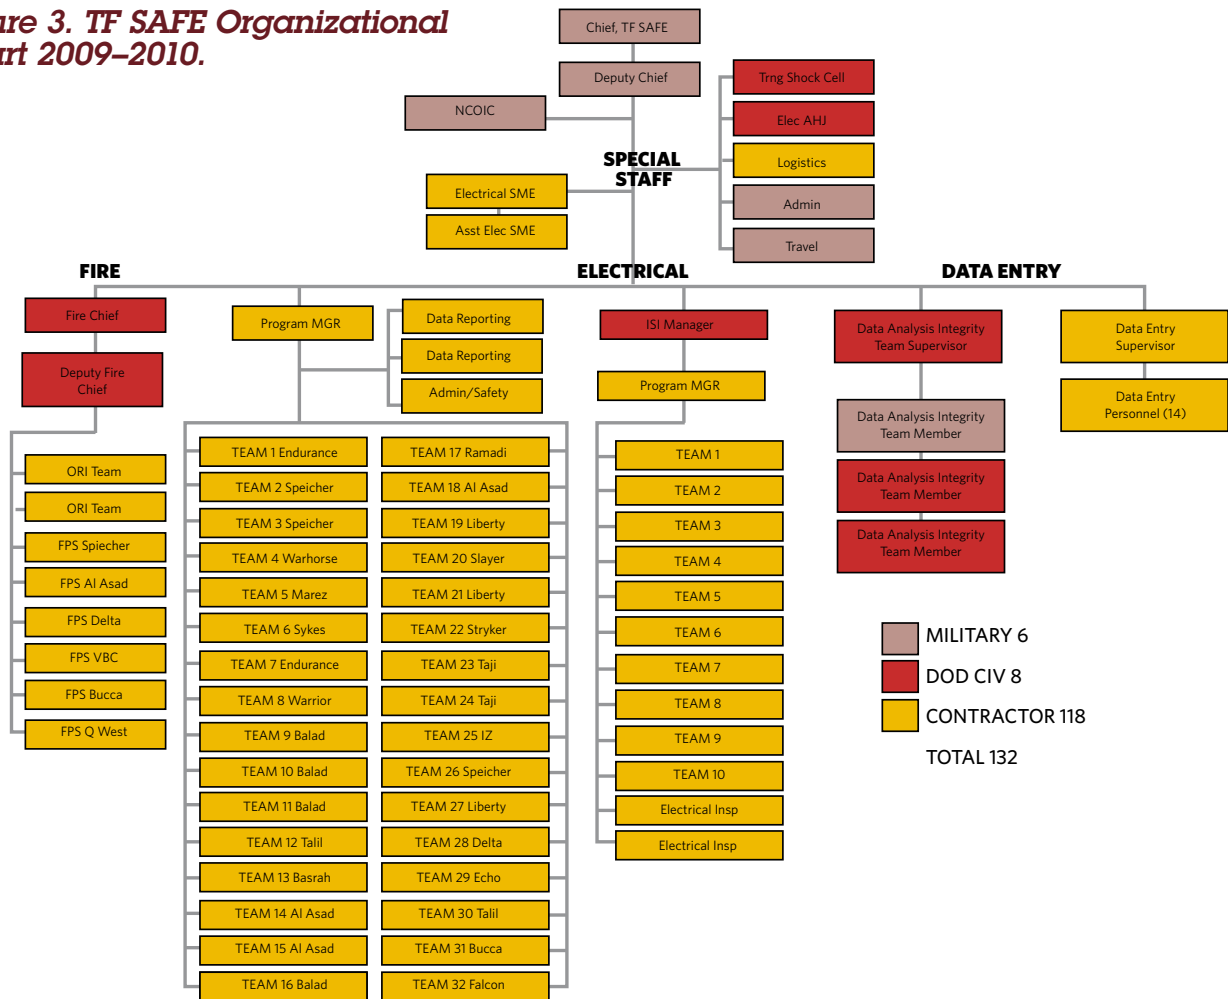 are 3. TF SAFE Organizational
art 2009–2010.
Chief, TF SAFE
Deputy Chief
NCOIC
Trng Shock Cell
Elec AHJ
SPECIAL
STAFF
Logistics
Electrical SME
Admin
Asst Elec SME
Travel
FIRE
ELECTRICAL
DATA ENTRY
Fire Chief
Deputy Fire
Chief
ORI Team
ORI Team
FPS Spiecher
FPS Al Asad
FPS Delta
FPS VBC
FPS Bucca
FPS Q West
Program MGR
Data Reporting
Data Reporting
Admin/Safety
TEAM 1 Endurance
TEAM 2 Speicher
TEAM 3 Speicher
TEAM 4 Warhorse
TEAM 5 Marez
TEAM 6 Sykes
TEAM 7 Endurance
TEAM 8 Warrior
TEAM 9 Balad
TEAM 10 Balad
TEAM 11 Balad
TEAM 12 Talil
TEAM 13 Basrah
TEAM 14 Al Asad
TEAM 15 Al Asad
TEAM 16 Balad
TEAM 17 Ramadi
TEAM 18 Al Asad
TEAM 19 Liberty
TEAM 20 Slayer
TEAM 21 Liberty
TEAM 22 Stryker
TEAM 23 Taji
TEAM 24 Taji
TEAM 25 IZ
TEAM 26 Speicher
TEAM 27 Liberty
TEAM 28 Delta
TEAM 29 Echo
TEAM 30 Talil
TEAM 31 Bucca
TEAM 32 Falcon
ISI Manager
Program MGR
TEAM 1
TEAM 2
TEAM 3
TEAM 4
TEAM 5
TEAM 6
TEAM 7
TEAM 8
TEAM 9
TEAM 10
Electrical Insp
Electrical Insp
Data Analysis Integrity
Team Supervisor
Data Analysis Integrity
Team Member
Data Analysis Integrity
Team Member
Data Analysis Integrity
Team Member
Data Entry
Supervisor
Data Entry
Personnel (14)
MILITARY 6
DOD CIV 8
CONTRACTOR 118
TOTAL 132